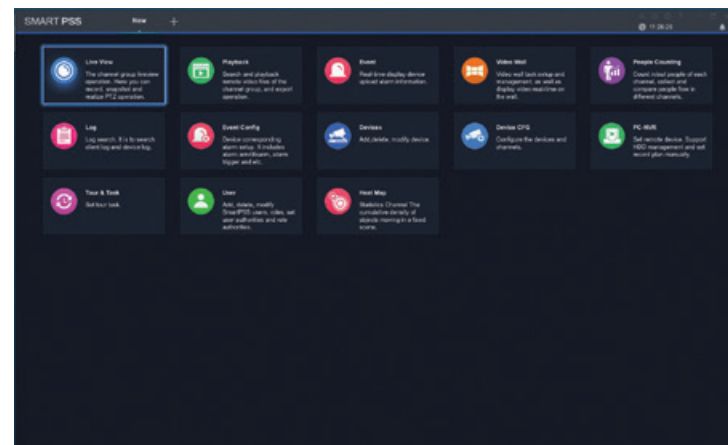 SMART PSS
New
+
11:28:25
Live View
The channel group liveview
operation. Here you can
record, snapshot and
realize PTZ operation.
Playback
Search and playback
remote video files of the
channel group, and export
operation.
Event
Real-time display device
upload alarm information.
Video Wall
Video wall task setup and
management, as well as
display video real-time on
the wall.
People Counting
Count in/out people of each
channel, collect and
compare people flow in
different channels.
Log
Log search. It is to search
client log and device log.
Event Config
Device corresponding
alarm setup. It includes
alarm send/alarm, alarm
trigger and etc.
Devices
Add, delete, modify device.
Device CFG
Configure the devices and
channels.
PC-NVR
Set remote device. Support
HDD management and set
record plan manually.
Tour & Task
Set tour task.
User
Add, delete, modify
SmartPSS users, roles, set
user authorities and role
authorities.
Heat Map
Statistics Channel The
cumulative density of
objects moving in a fixed
scene.